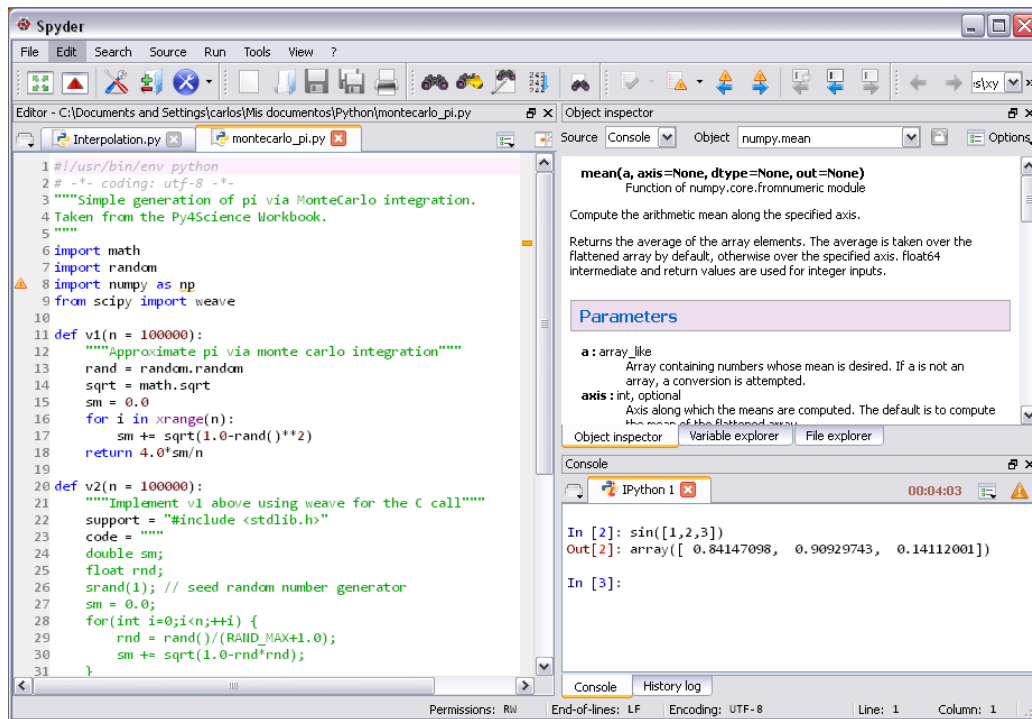 Spyder
File Edit Search Source Run Tools View ?
s\xy
Editor - C:\Documents and Settings\carlos\Mis documentos\Python\montecarlo_pi.py
Interpolation.py montecarlo_pi.py
1 #!/usr/bin/env python
2 # -*- coding: utf-8 -*-
3 """Simple generation of pi via MonteCarlo integration.
4 Taken from the Py4Science Workbook.
5 """
6 import math
7 import random
8 import numpy as np
9 from scipy import weave
10
11 def v1(n = 100000):
12     """Approximate pi via monte carlo integration"""
13     rand = random.random
14     sqrt = math.sqrt
15     sm = 0.0
16     for i in xrange(n):
17         sm += sqrt(1.0-rand()**2)
18     return 4.0*sm/n
19
20 def v2(n = 100000):
21     """Implement v1 above using weave for the C call"""
22     support = "#include <stdlib.h>"
23     code = """
24     double sm;
25     float rnd;
26     srand(1); // seed random number generator
27     sm = 0.0;
28     for(int i=0;i<n;++i) {
29         rnd = rand()/(RAND_MAX+1.0);
30         sm += sqrt(1.0-rnd*rnd);
31     }
Object inspector
Source Console Object numpy.mean Options
mean(a, axis=None, dtype=None, out=None)
Function of numpy.core.fromnumeric module
Compute the arithmetic mean along the specified axis.
Returns the average of the array elements. The average is taken over the
flattened array by default, otherwise over the specified axis. float64
intermediate and return values are used for integer inputs.
Parameters
a : array_like
Array containing numbers whose mean is desired. If a is not an
array, a conversion is attempted.
axis : int, optional
Axis along which the means are computed. The default is to compute
the mean of the flattened array.
Object inspector Variable explorer File explorer
Console
IPython 1 00:04:03
In [2]: sin([1,2,3])
Out[2]: array([ 0.84147098,  0.90929743,  0.14112001])
In [3]:
Console History log
Permissions: RW End-of-lines: LF Encoding: UTF-8 Line: 1 Column: 1